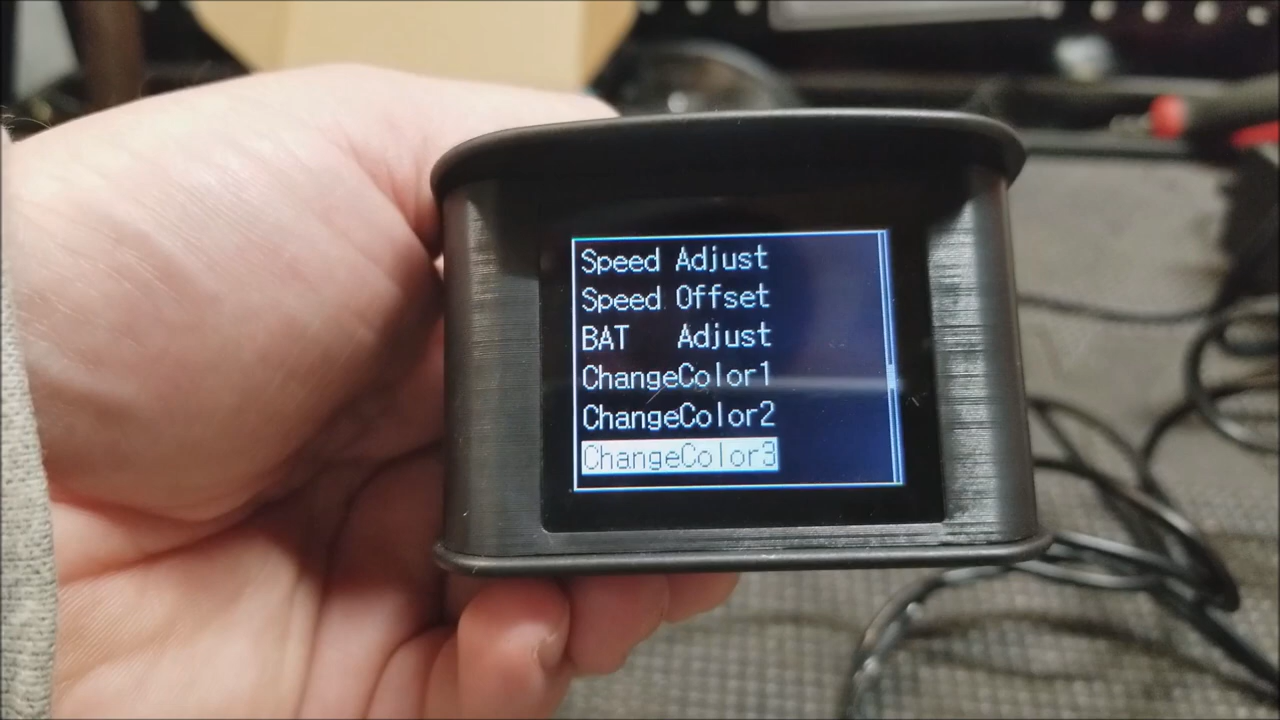 Speed Adjust
Speed Offset
BAT   Adjust
ChangeColor1
ChangeColor2
ChangeColor3